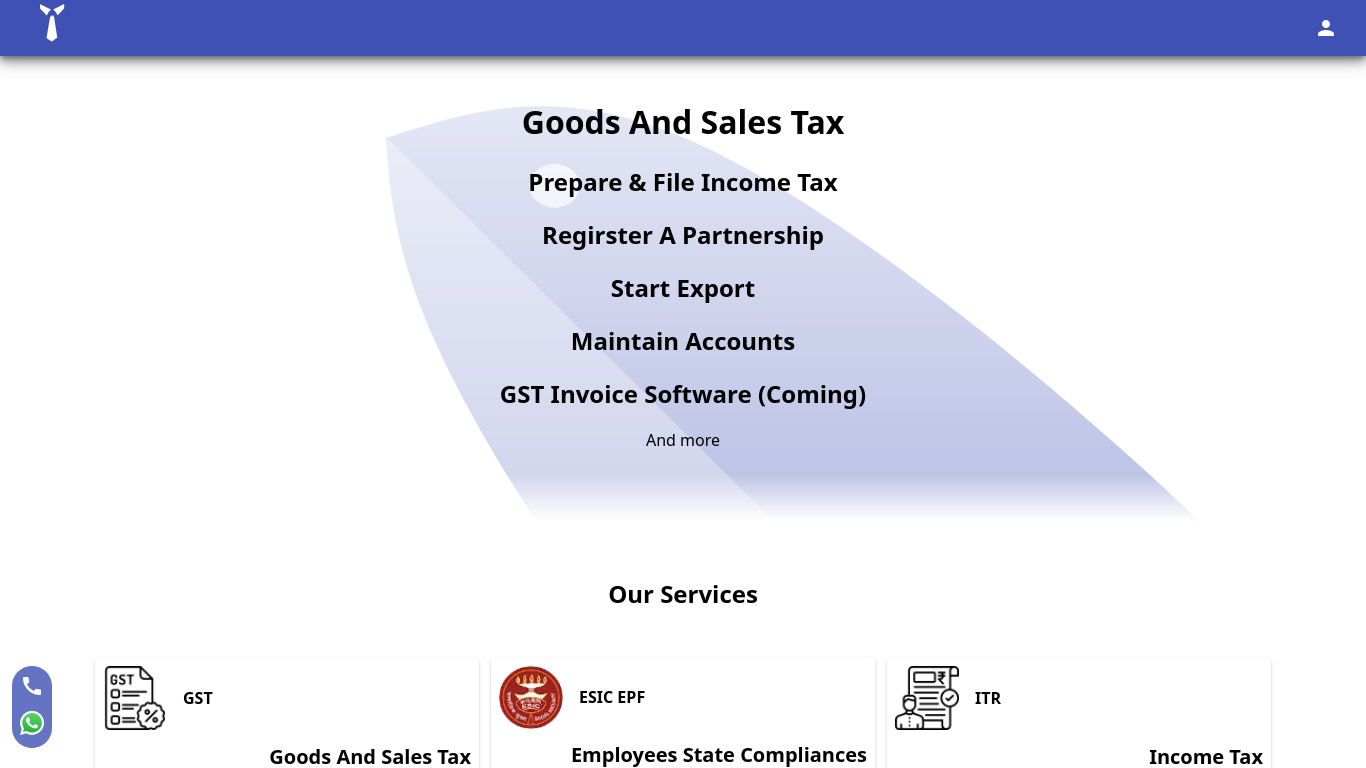 Goods And Sales Tax
Prepare & File Income Tax
Regirster A Partnership
Start Export
Maintain Accounts
GST Invoice Software (Coming)
And more
Our Services
GST
GST
Goods And Sales Tax
ESIC EPF
Employees State Compliances
ITR
Income Tax